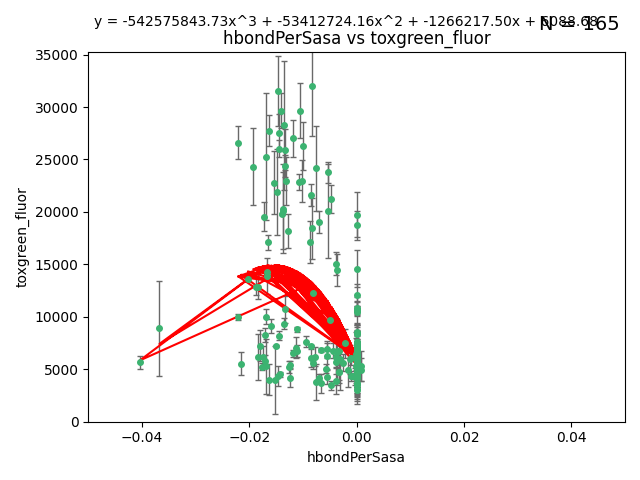 y = -542575843.73x^3 + -53412724.16x^2 + -1266217.50x + 6088.68
N = 165
hbondPerSasa vs toxgreen_fluor
35000
30000
25000
20000
15000
10000
5000
0
toxgreen_fluor
−0.04 −0.02 0.00 0.02 0.04
hbondPerSasa